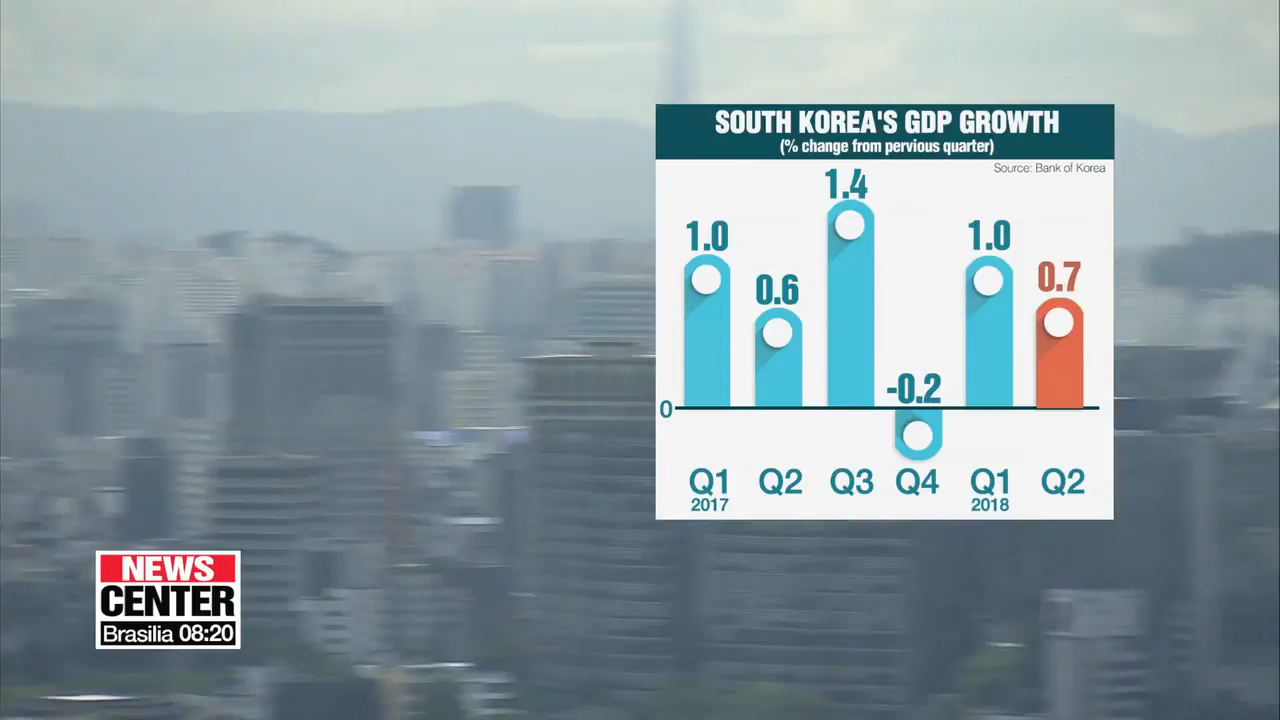 SOUTH KOREA'S GDP GROWTH
(% change from pervious quarter)
Source: Bank of Korea
1.0
0.6
1.4
-0.2
1.0
0.7
0
Q1 Q2 Q3 Q4 Q1 Q2
2017 2018
NEWS
CENTER
Brasilia 08:20